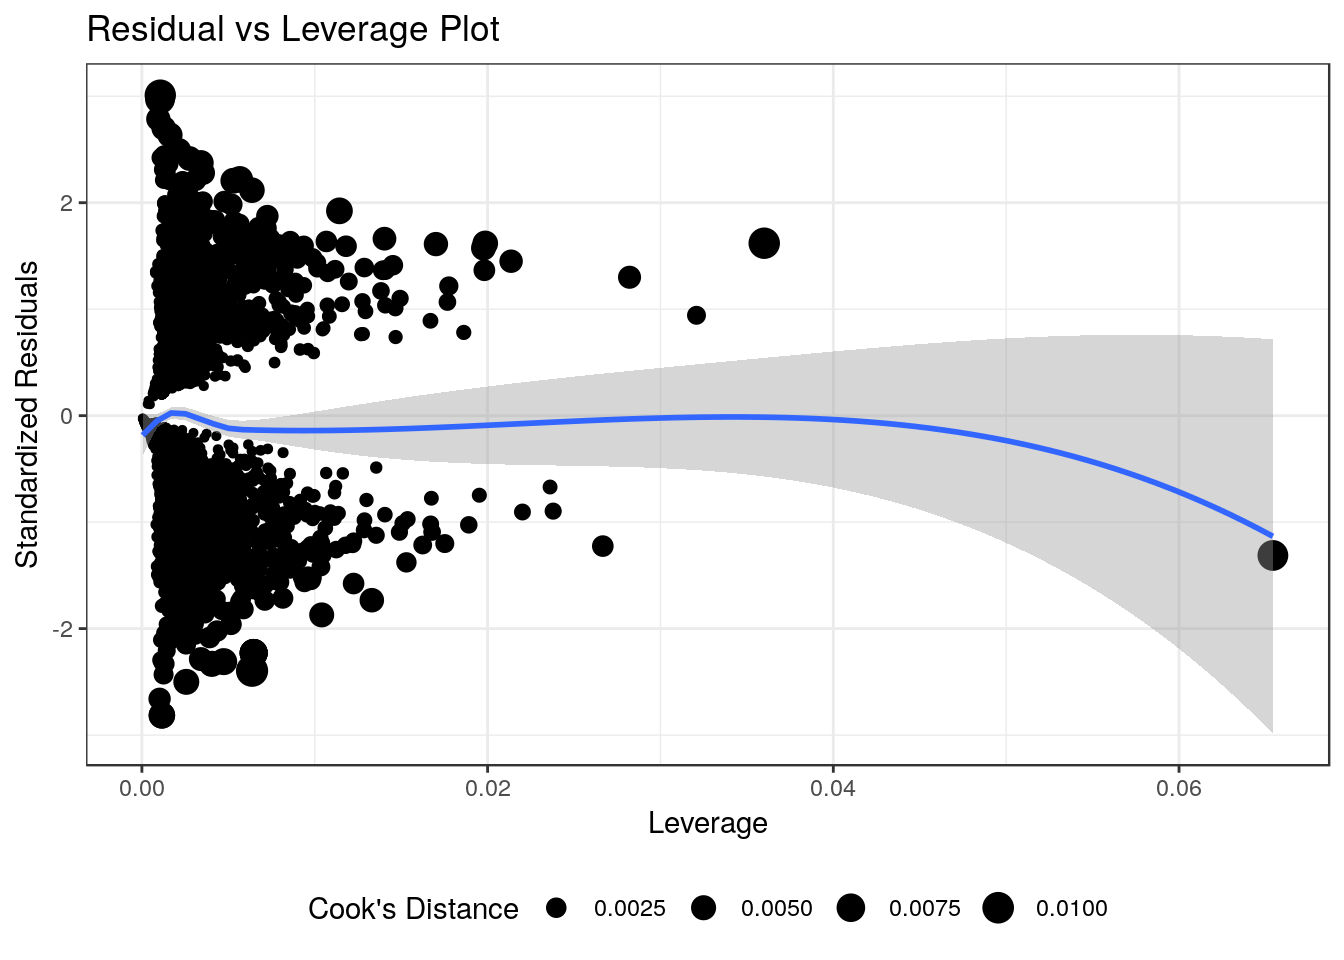 Residual vs Leverage Plot
Standardized Residuals
2
0
-2
0.00 0.02 0.04 0.06
Leverage
Cook's Distance 0.0025 0.0050 0.0075 0.0100